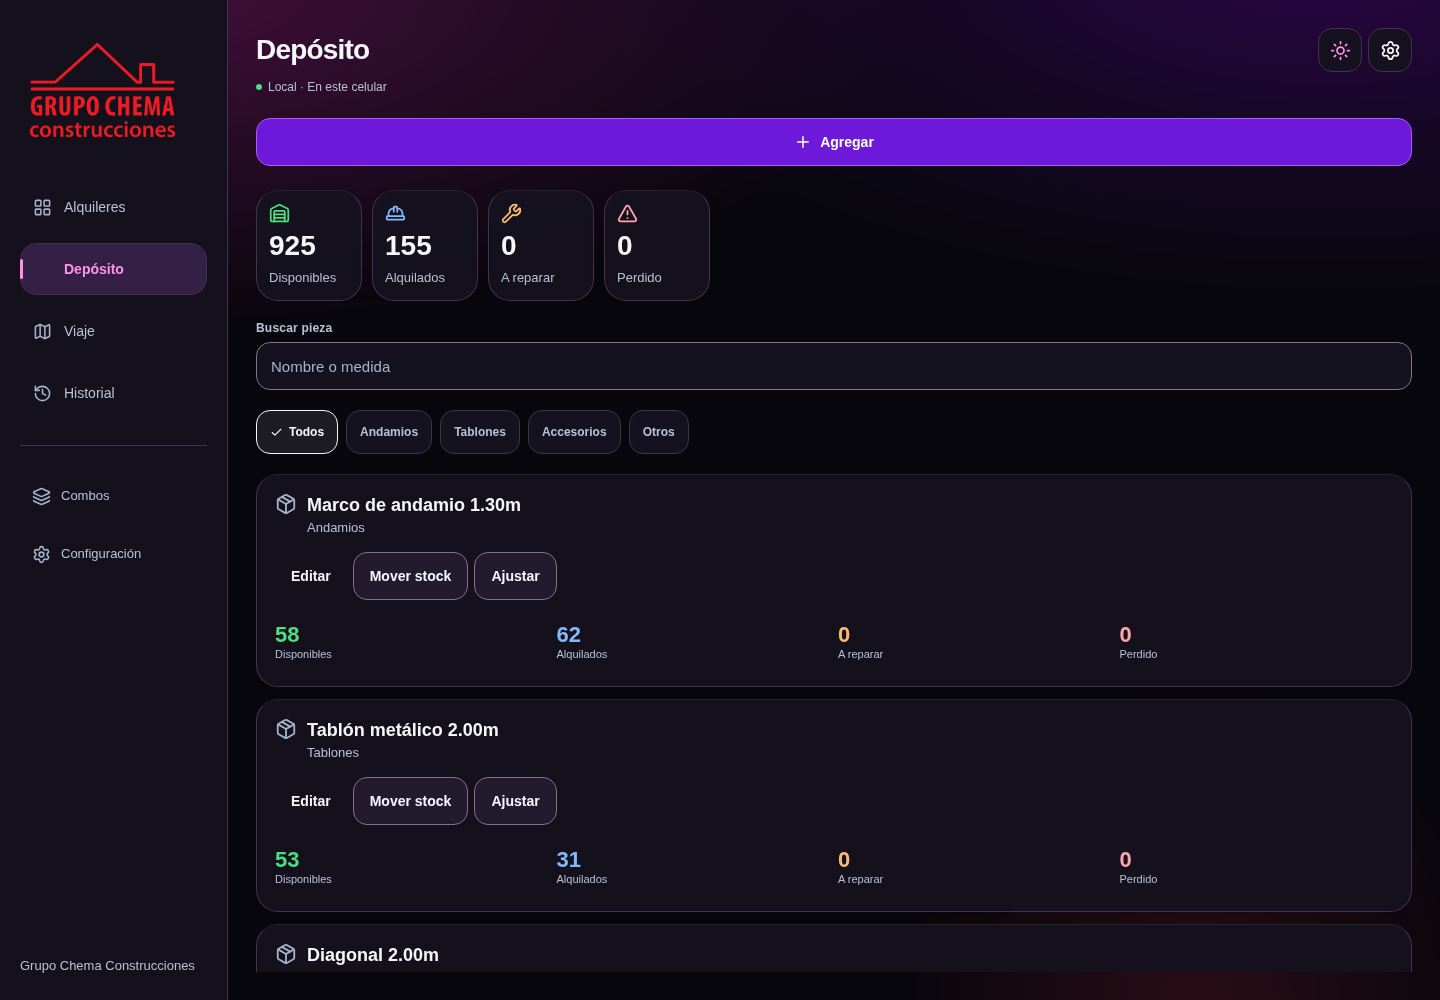 GRUPO CHEMA
construcciones
Alquileres
Depósito
Viaje
Historial
Combos
Configuración
Grupo Chema Construcciones
Depósito
Local · En este celular
Agregar
925
Disponibles
155
Alquilados
0
A reparar
0
Perdido
Buscar pieza
Nombre o medida
Todos
Andamios
Tablones
Accesorios
Otros
Marco de andamio 1.30m
Andamios
Editar
Mover stock
Ajustar
58
Disponibles
62
Alquilados
0
A reparar
0
Perdido
Tablón metálico 2.00m
Tablones
Editar
Mover stock
Ajustar
53
Disponibles
31
Alquilados
0
A reparar
0
Perdido
Diagonal 2.00m